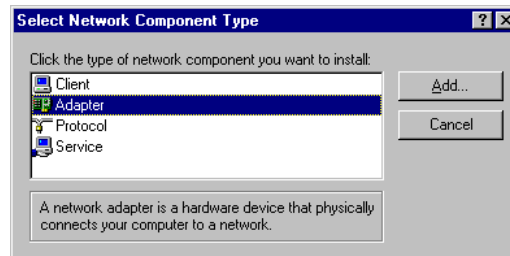 Select Network Component Type
Click the type of network component you want to install:
Client
Adapter
Protocol
Service
Add...
Cancel
A network adapter is a hardware device that physically
connects your computer to a network.